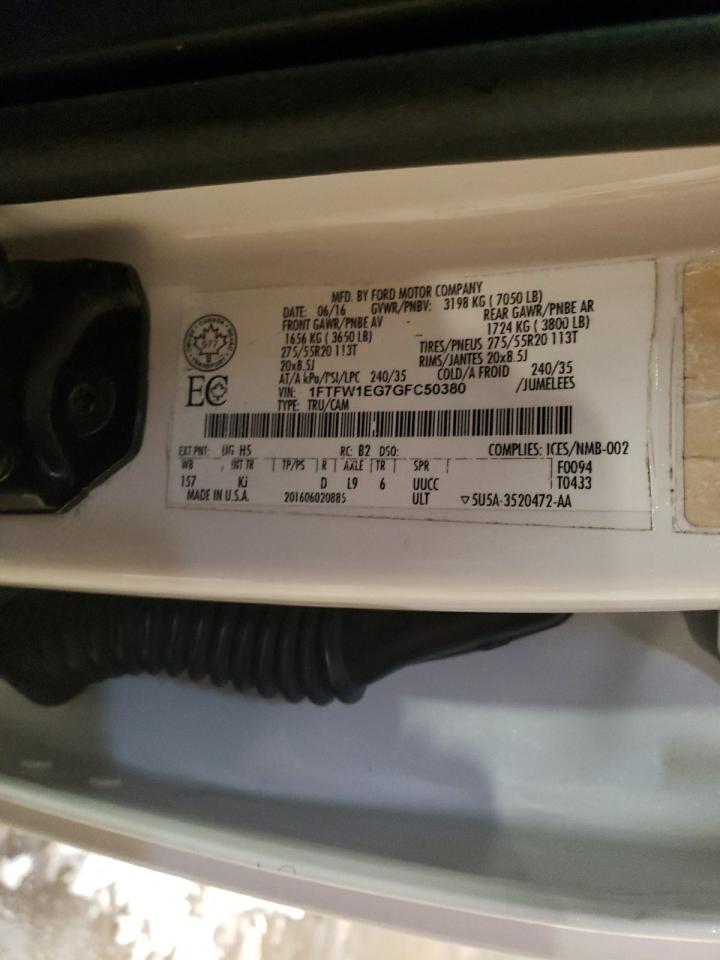 MFD. BY FORD MOTOR COMPANY
DATE: 06/16 GVWR/PNBV: 3198 KG ( 7050 LB)
FRONT GAWR/PNBE AV REAR GAWR/PNBE AR
1656 KG ( 3650 LB) 1724 KG ( 3800 LB)
275/55R20 113T TIRES/PNEUS 275/55R20 113T
20x8.5J RIMS/JANTES 20x8.5J
AT/A kPa/PSI/LPC 240/35 COLD/A FROID 240/35
VIN: 1FTFW1EG7GFC50380 /JUMELEES
TYPE: TRU/CAM
EC
EXT PNT: UG H5 RC: B2 DSO: COMPLIES: ICES/NMB-002
WB INT TR TP/PS R AXLE TR SPR F0094
157 KJ D L9 6 UUCC T0433
MADE IN U.S.A. 201606020885 ULT ▽5U5A-3520472-AA